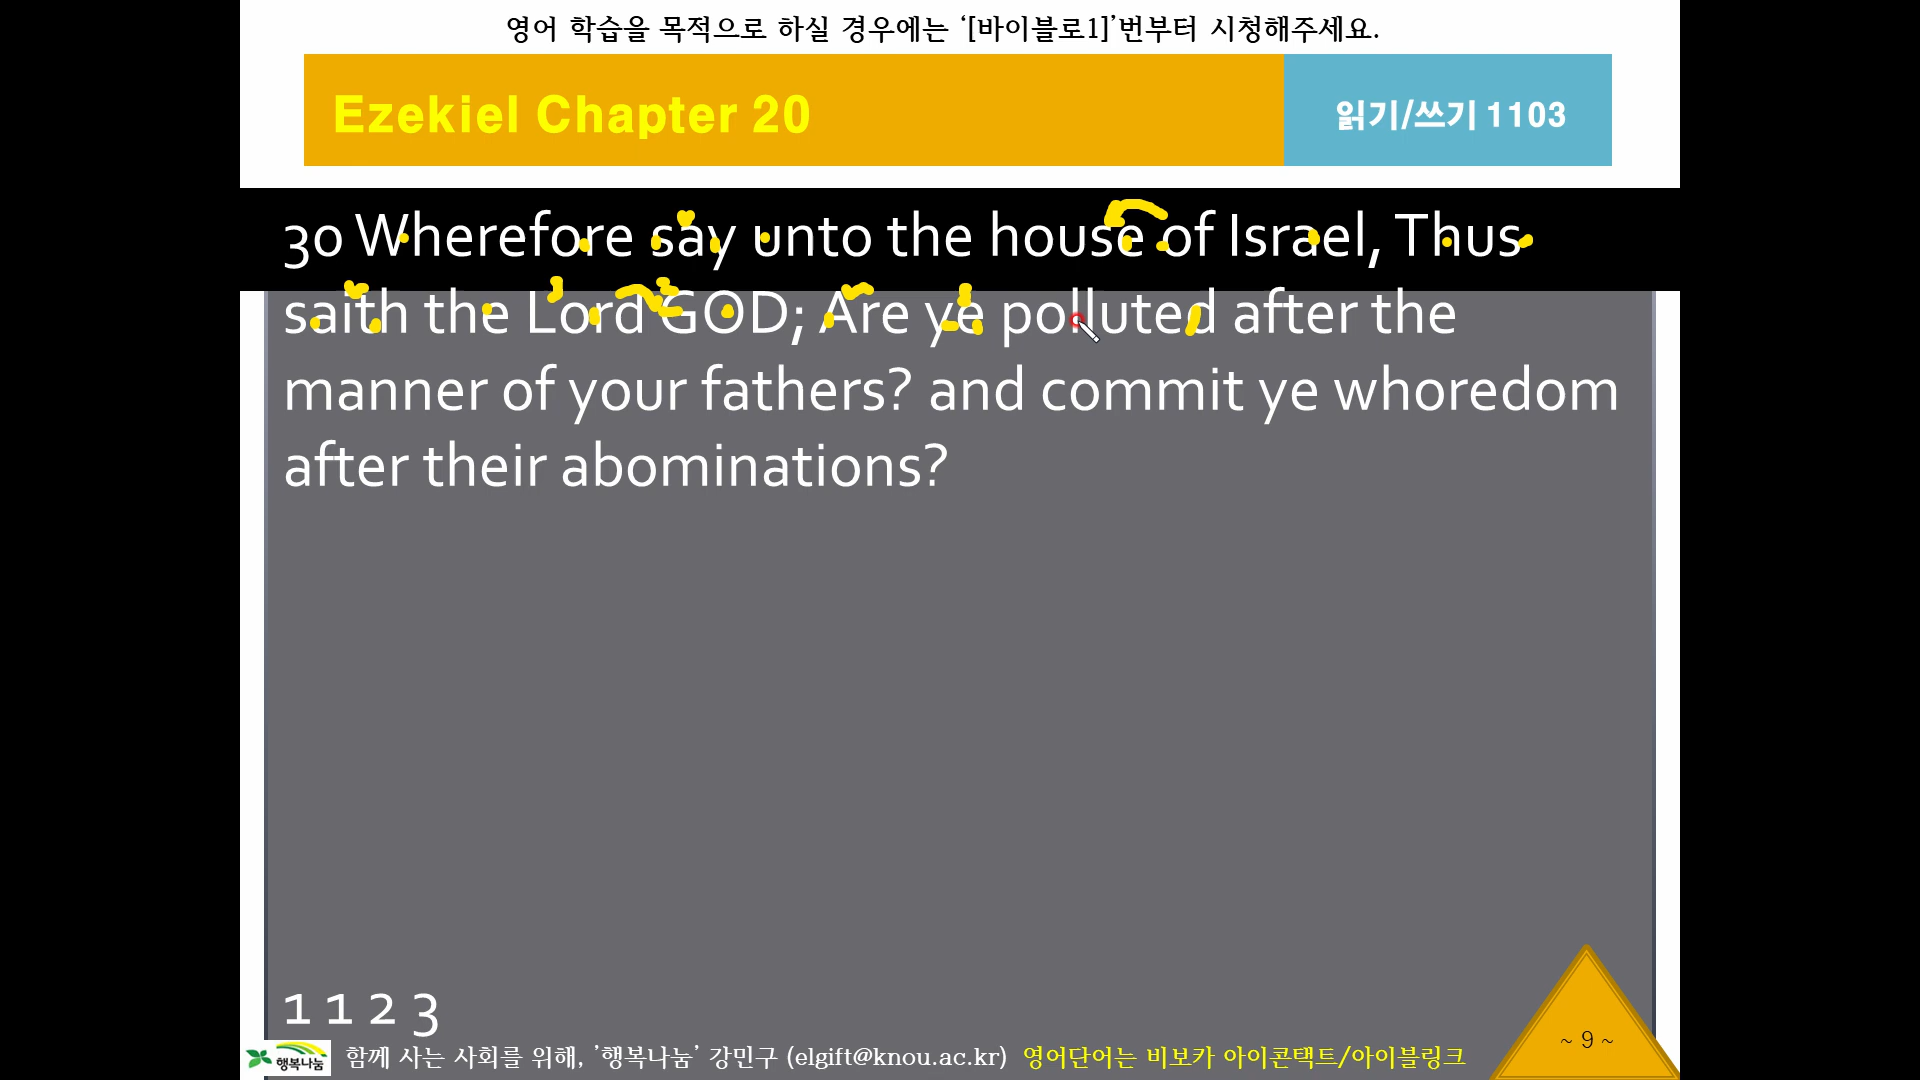 영어 학습을 목적으로 하실 경우에는 ‘[바이블로1]’번부터 시청해주세요.
Ezekiel Chapter 20
읽기/쓰기 1103
30 Wherefore say unto the house of Israel, Thus
saith the Lord GOD; Are ye polluted after the
manner of your fathers? and commit ye whoredom
after their abominations?
1 1 2 3
~ 9 ~
행복나눔
함께 사는 사회를 위해, ’행복나눔’ 강민구 (elgift@knou.ac.kr) 영어단어는 비보카 아이콘택트/아이블링크